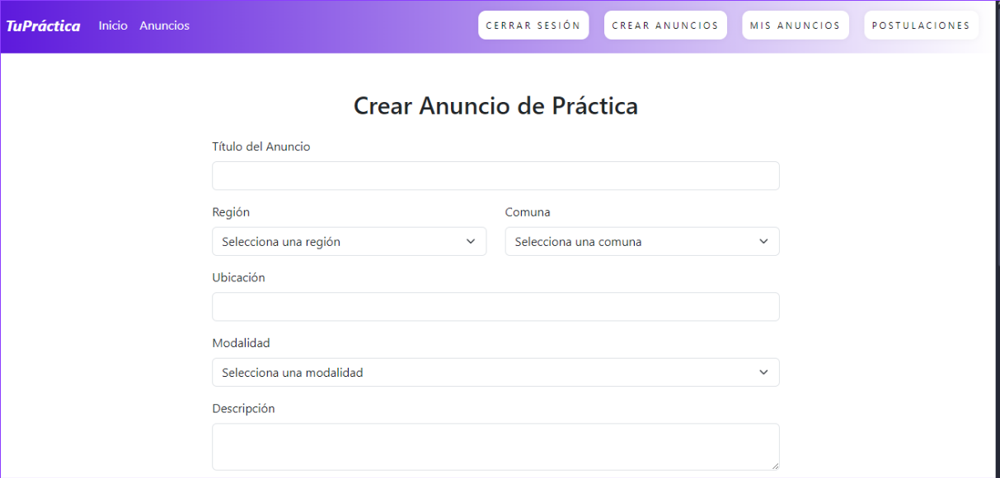 TuPráctica Inicio Anuncios CERRAR SESIÓN CREAR ANUNCIOS MIS ANUNCIOS POSTULACIONES
Crear Anuncio de Práctica
Título del Anuncio
Región Comuna
Selecciona una región Selecciona una comuna
Ubicación
Modalidad
Selecciona una modalidad
Descripción